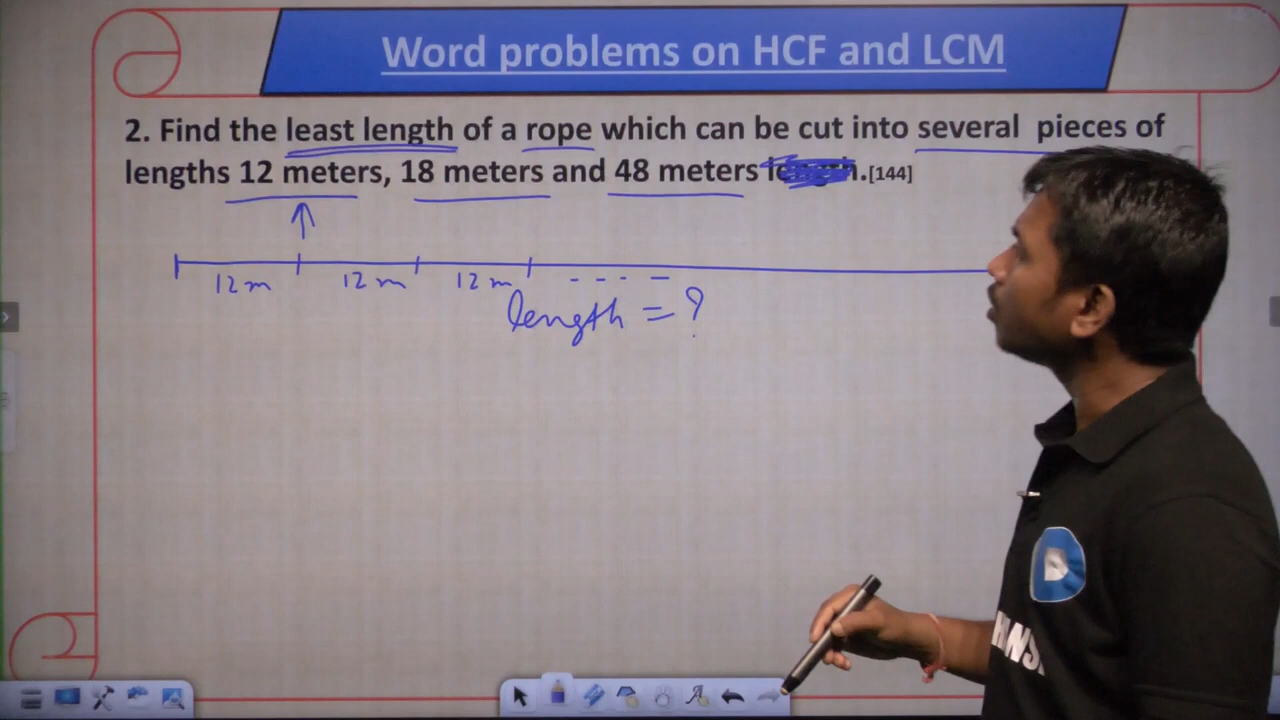 Word problems on HCF and LCM
2. Find the least length of a rope which can be cut into several pieces of
lengths 12 meters, 18 meters and 48 meters .[144]
12 m 12 m 12 m - - - -
length = ?